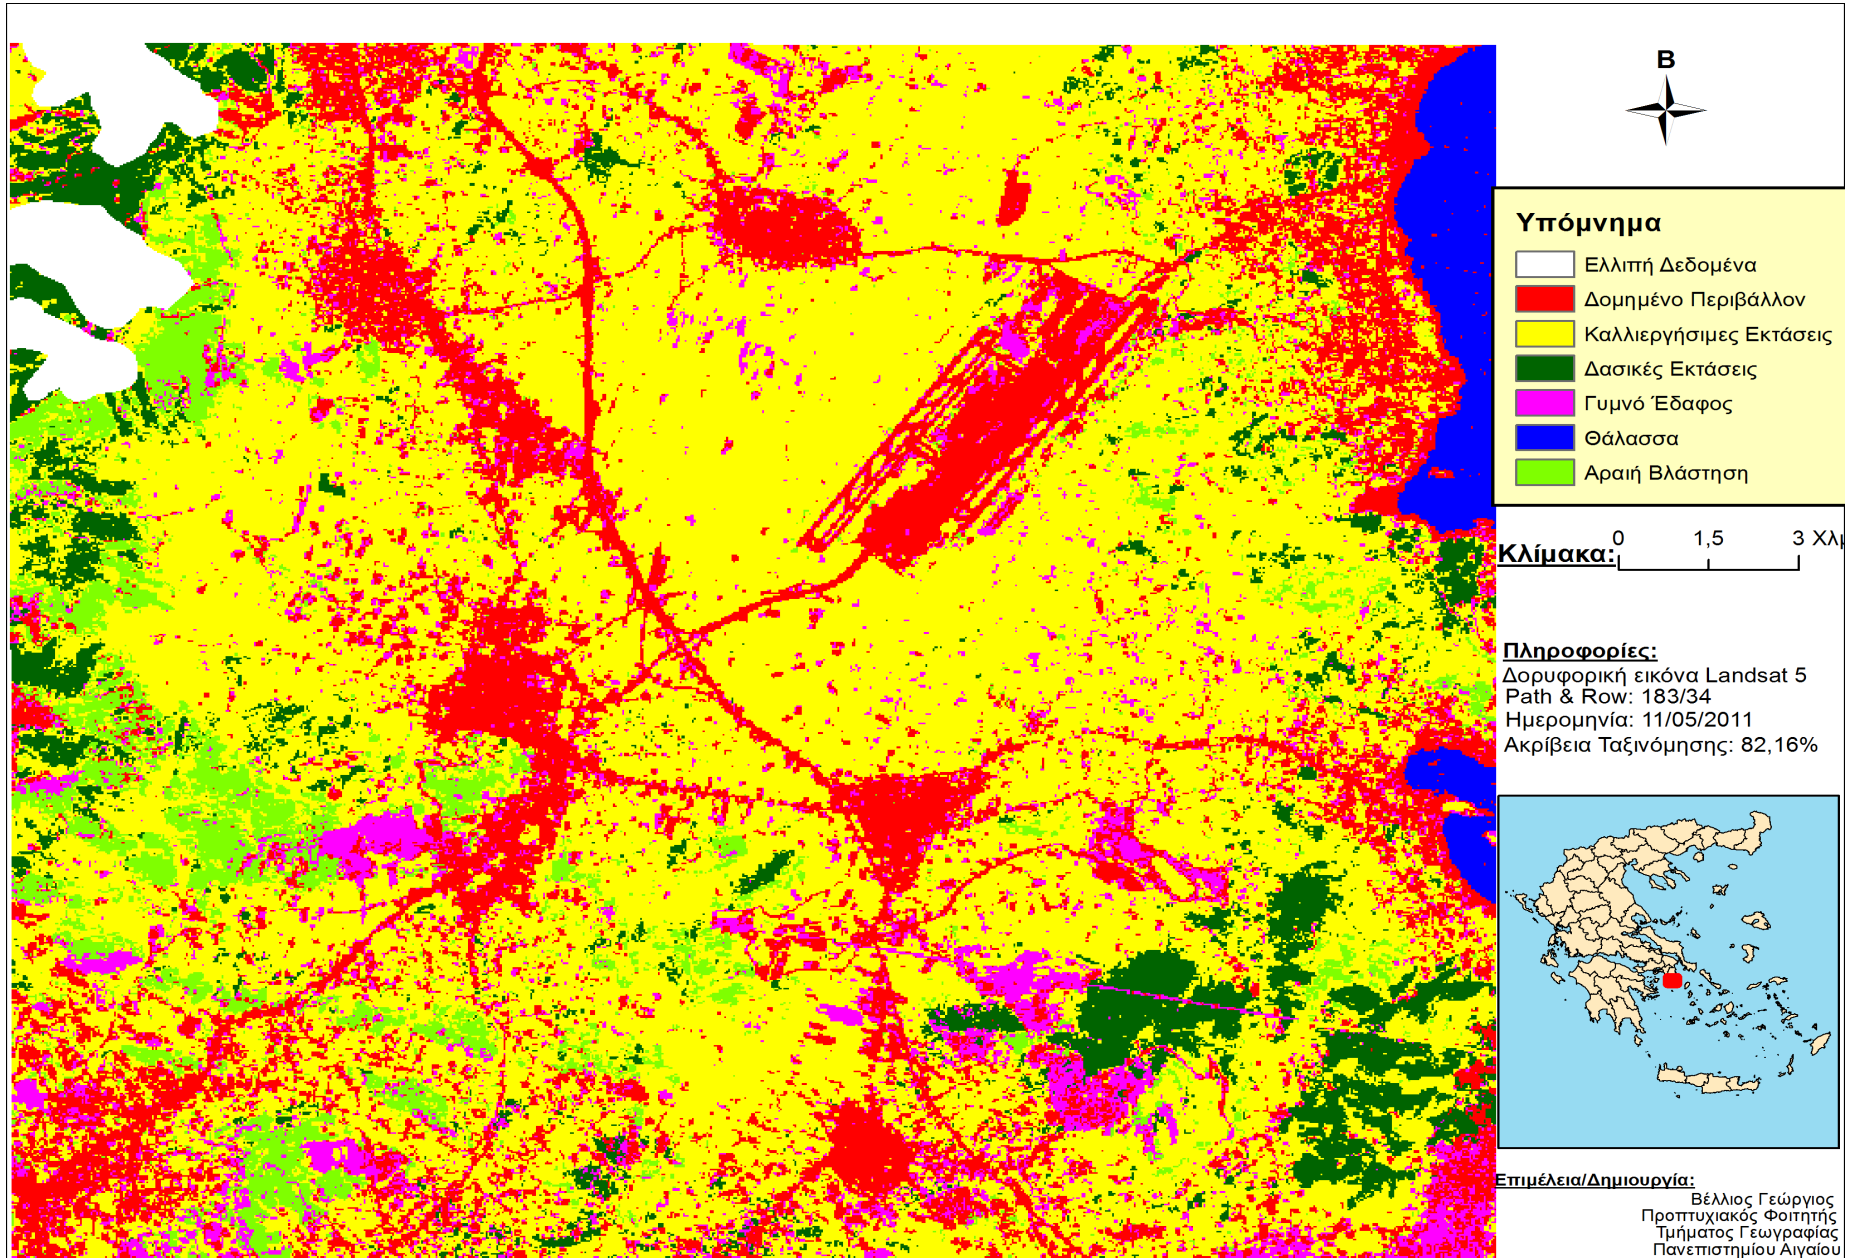 Β
Υπόμνημα
Ελλιπή Δεδομένα
Δομημένο Περιβάλλον
Καλλιεργήσιμες Εκτάσεις
Δασικές Εκτάσεις
Γυμνό Έδαφος
Θάλασσα
Αραιή Βλάστηση
0 1,5 3 Χλμ
Κλίμακα:
Πληροφορίες:
Δορυφορική εικόνα Landsat 5
Path & Row: 183/34
Ημερομηνία: 11/05/2011
Ακρίβεια Ταξινόμησης: 82,16%
Επιμέλεια/Δημιουργία:
Βέλλιος Γεώργιος
Προπτυχιακός Φοιτητής
Τμήματος Γεωγραφίας
Πανεπιστημίου Αιγαίου